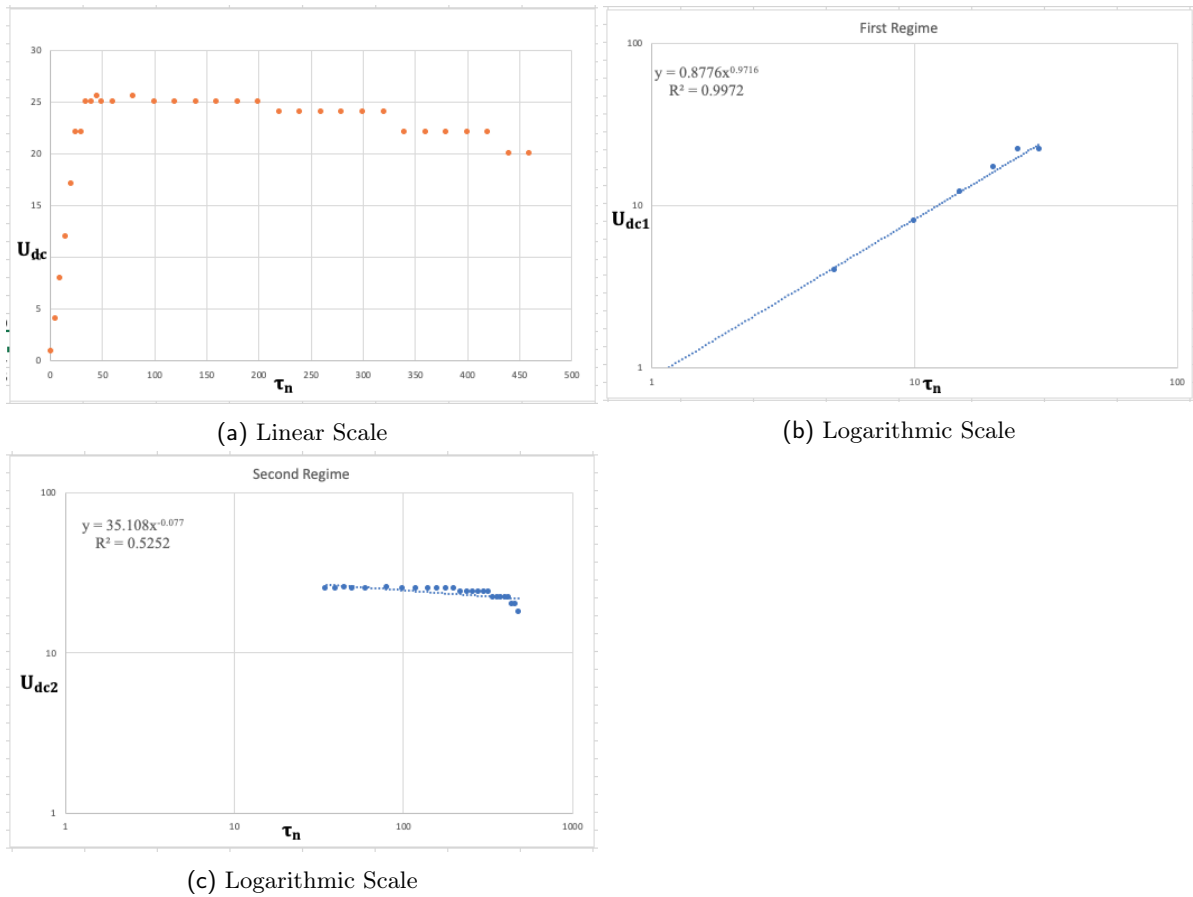 30
25
20
15
U_dc
5
0
0 50 100 150 200 250 300 350 400 450 500
τ_n
(a) Linear Scale
First Regime
100
y = 0.8776x^0.9716
R² = 0.9972
10
U_dc1
1
1 10 τ_n 100
(b) Logarithmic Scale
Second Regime
100
y = 35.108x^-0.077
R² = 0.5252
10
U_dc2
1
1 10 100 1000
τ_n
(c) Logarithmic Scale